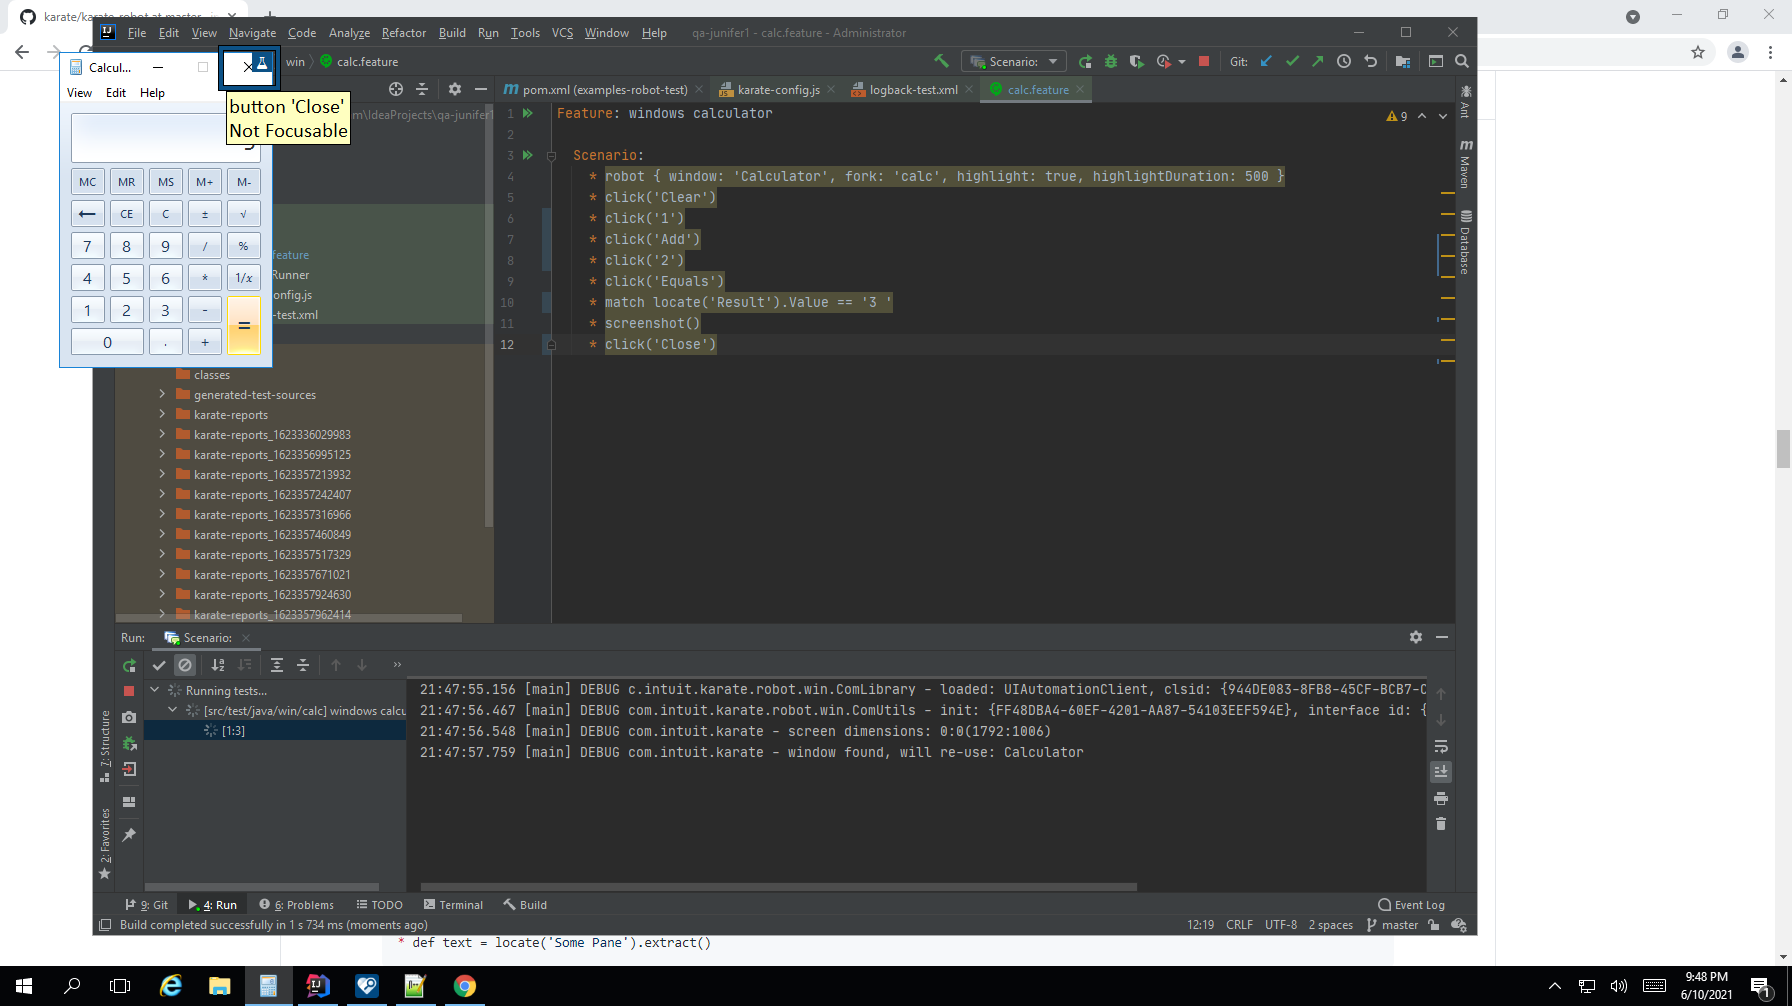 karate/karate-robot at master · i
File Edit View Navigate Code Analyze Refactor Build Run Tools VCS Window Help qa-junifer1 - calc.feature - Administrator
Calcul...
win calc.feature
Scenario:
Git:
View Edit Help
button 'Close'
Not Focusable
m\IdeaProjects\qa-junifer1
pom.xml (examples-robot-test) karate-config.js logback-test.xml calc.feature
MC MR MS M+ M-
← CE C ± √
7 8 9 / %
4 5 6 * 1/x
1 2 3 - =
0 . +
feature
Runner
onfig.js
-test.xml
classes
generated-test-sources
karate-reports
karate-reports_1623336029983
karate-reports_1623356995125
karate-reports_1623357213932
karate-reports_1623357242407
karate-reports_1623357316966
karate-reports_1623357460849
karate-reports_1623357517329
karate-reports_1623357671021
karate-reports_1623357924630
karate-reports_1623357962414
1 Feature: windows calculator
2
3 Scenario:
4 * robot { window: 'Calculator', fork: 'calc', highlight: true, highlightDuration: 500 }
5 * click('Clear')
6 * click('1')
7 * click('Add')
8 * click('2')
9 * click('Equals')
10 * match locate('Result').Value == '3 '
11 * screenshot()
12 * click('Close')
9
Ant
Maven
Database
Run: Scenario:
Running tests...
[src/test/java/win/calc] windows calcu
[1:3]
21:47:55.156 [main] DEBUG c.intuit.karate.robot.win.ComLibrary - loaded: UIAutomationClient, clsid: {944DE083-8FB8-45CF-BCB7-C
21:47:56.467 [main] DEBUG com.intuit.karate.robot.win.ComUtils - init: {FF48DBA4-60EF-4201-AA87-54103EEF594E}, interface id: {
21:47:56.548 [main] DEBUG com.intuit.karate - screen dimensions: 0:0(1792:1006)
21:47:57.759 [main] DEBUG com.intuit.karate - window found, will re-use: Calculator
7: Structure
2: Favorites
9: Git 4: Run 6: Problems TODO Terminal Build Event Log
Build completed successfully in 1 s 734 ms (moments ago) 12:19 CRLF UTF-8 2 spaces master
* def text = locate('Some Pane').extract()
9:48 PM
6/10/2021
1